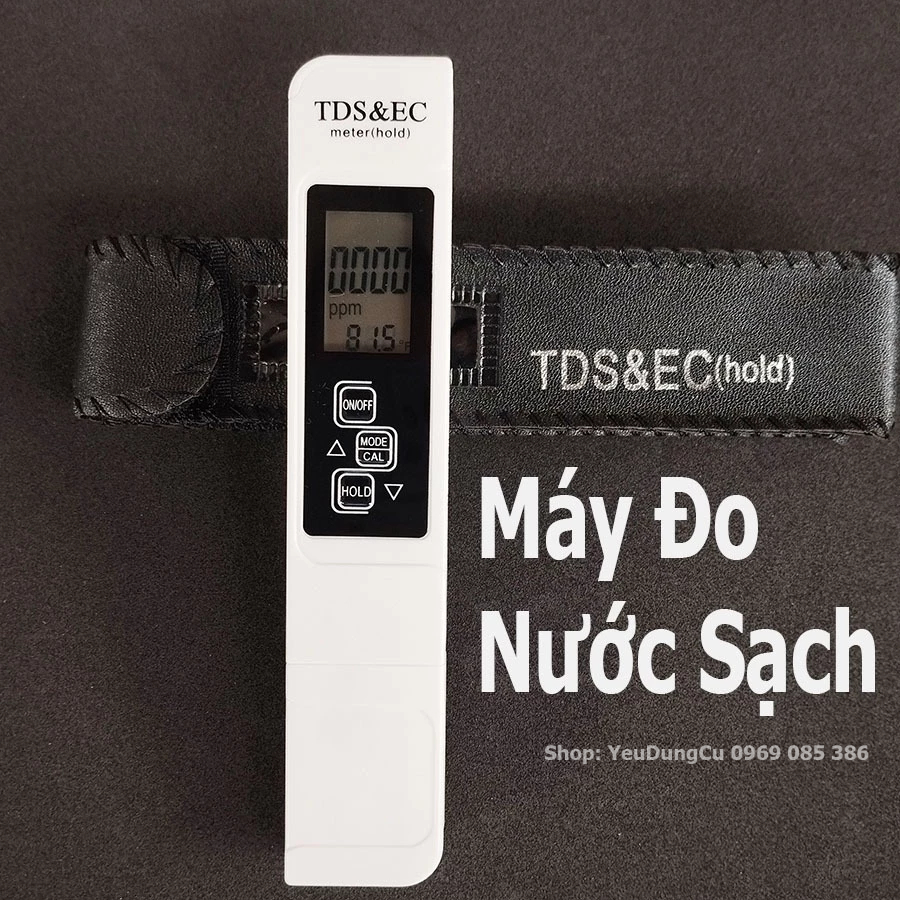 TDS&EC
meter(hold)
0000
ppm
81.5°F
ON/OFF
MODE
CAL
HOLD
TDS&EC(hold)
Máy Đo
Nước Sạch
Shop: YeuDungCu 0969 085 386